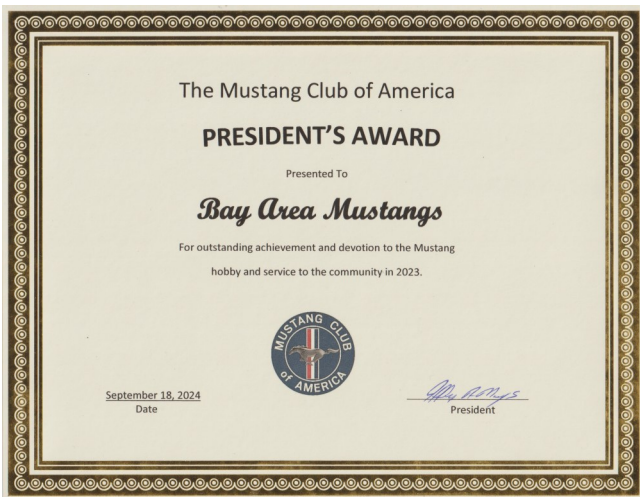 The Mustang Club of America
PRESIDENT'S AWARD
Presented To
Bay Area Mustangs
For outstanding achievement and devotion to the Mustang
hobby and service to the community in 2023.
MUSTANG CLUB
of AMERICA
September 18, 2024
Date
President